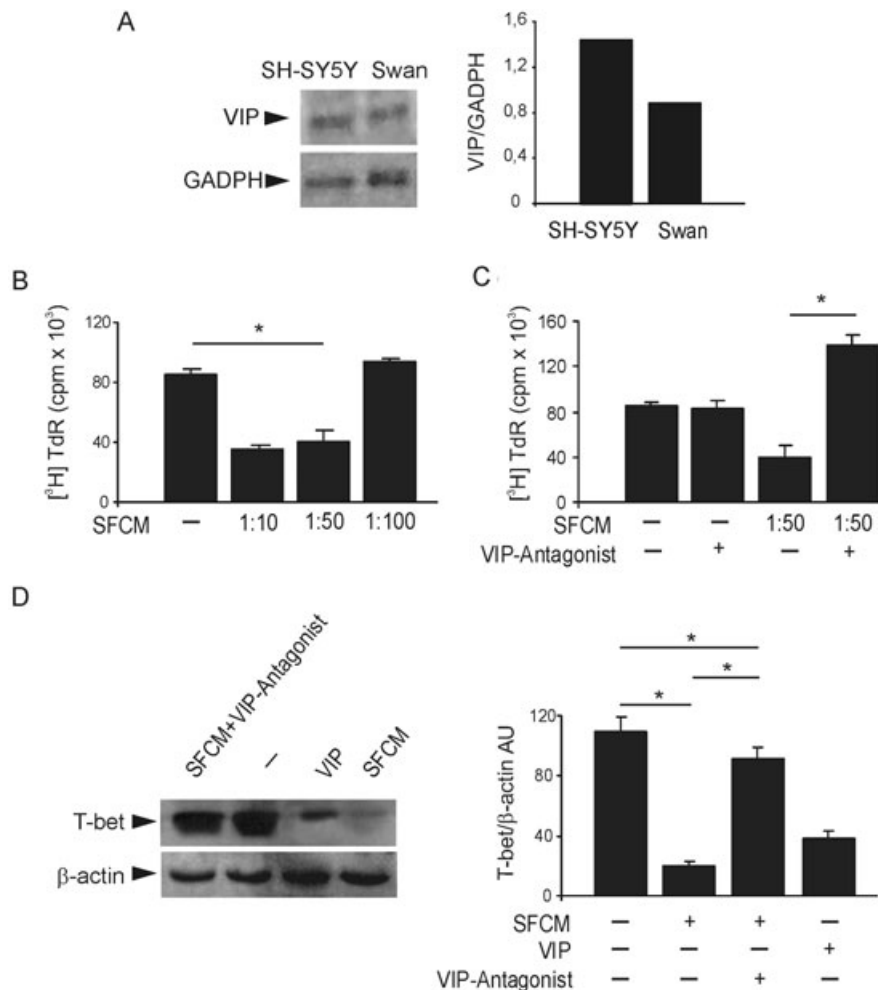 A
SH-SY5Y Swan
VIP
GADPH
VIP/GADPH
1,6
1,2
0,8
0,4
0
SH-SY5Y Swan
B
[³H] TdR (cpm x 10³)
120
80
40
0
*
SFCM – 1:10 1:50 1:100
C
[³H] TdR (cpm x 10³)
160
120
80
40
0
*
SFCM – – 1:50 1:50
VIP-Antagonist – + – +
D
SFCM+VIP-Antagonist
–
VIP
SFCM
T-bet
β-actin
T-bet/β-actin AU
120
80
40
0
*
*
*
SFCM – + + –
VIP – – – +
VIP-Antagonist – – + –